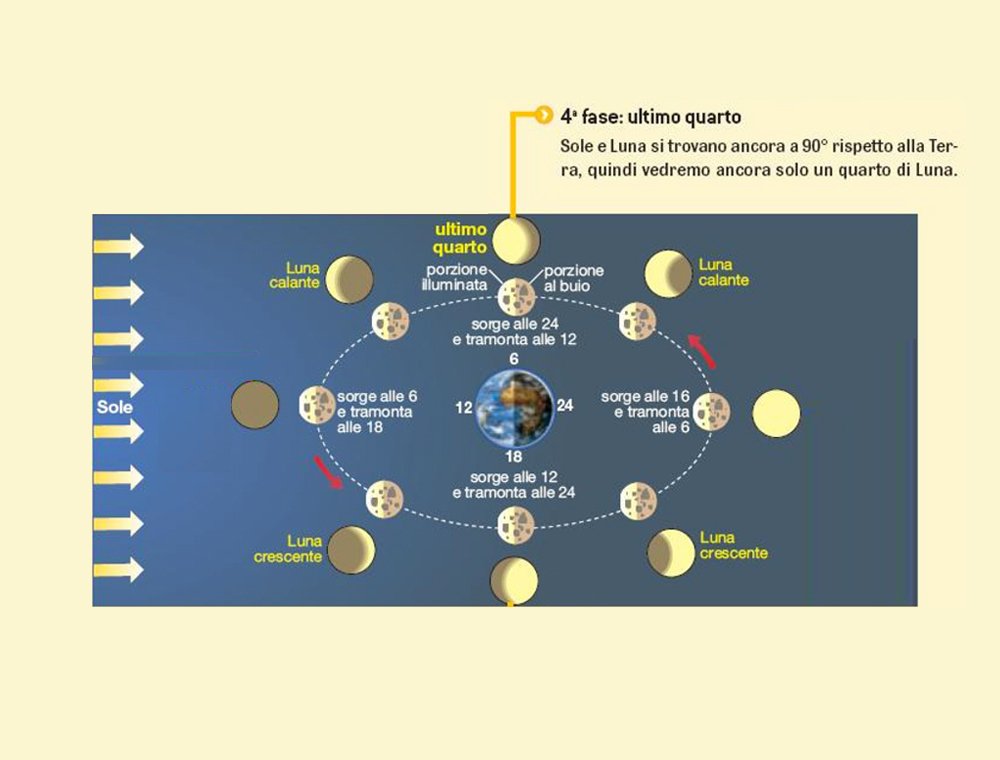 4ª fase: ultimo quarto
Sole e Luna si trovano ancora a 90° rispetto alla Ter-
ra, quindi vedremo ancora solo un quarto di Luna.
ultimo
quarto
Luna
calante
porzione
illuminata
porzione
al buio
Luna
calante
sorge alle 24
e tramonta alle 12
6
Sole
sorge alle 6
e tramonta
alle 18
12
24
sorge alle 16
e tramonta
alle 6
18
sorge alle 12
e tramonta alle 24
Luna
crescente
Luna
crescente